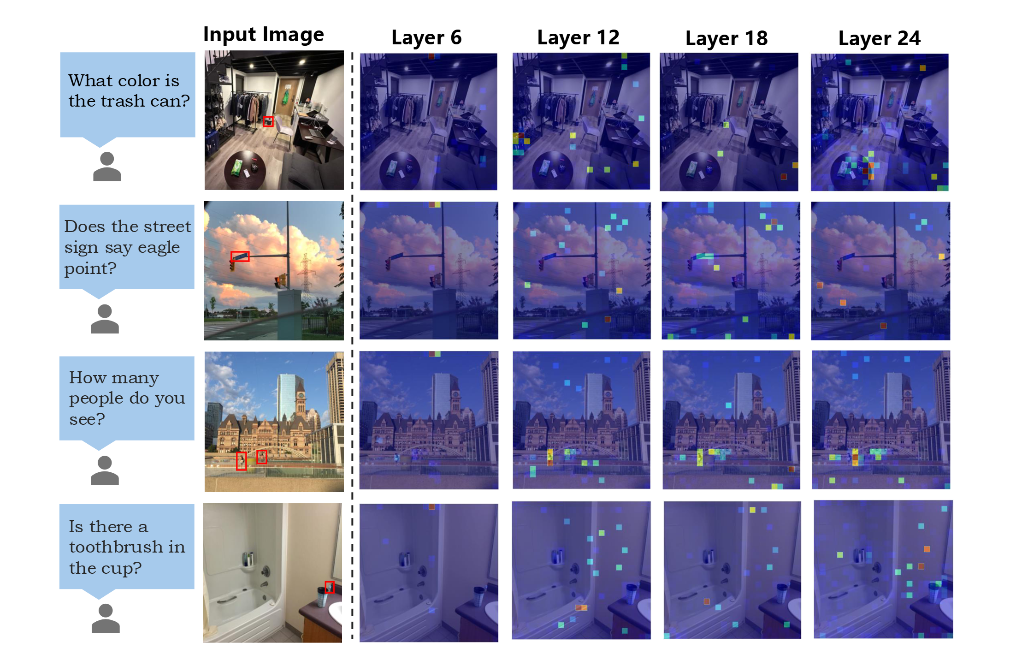 Input Image
Layer 6
Layer 12
Layer 18
Layer 24
What color is
the trash can?
Does the street
sign say eagle
point?
How many
people do you
see?
Is there a
toothbrush in
the cup?